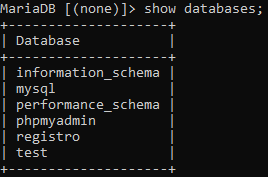 MariaDB [(none)]> show databases;
+--------------------+
| Database           |
+--------------------+
| information_schema |
| mysql              |
| performance_schema |
| phpmyadmin         |
| registro           |
| test               |
+--------------------+